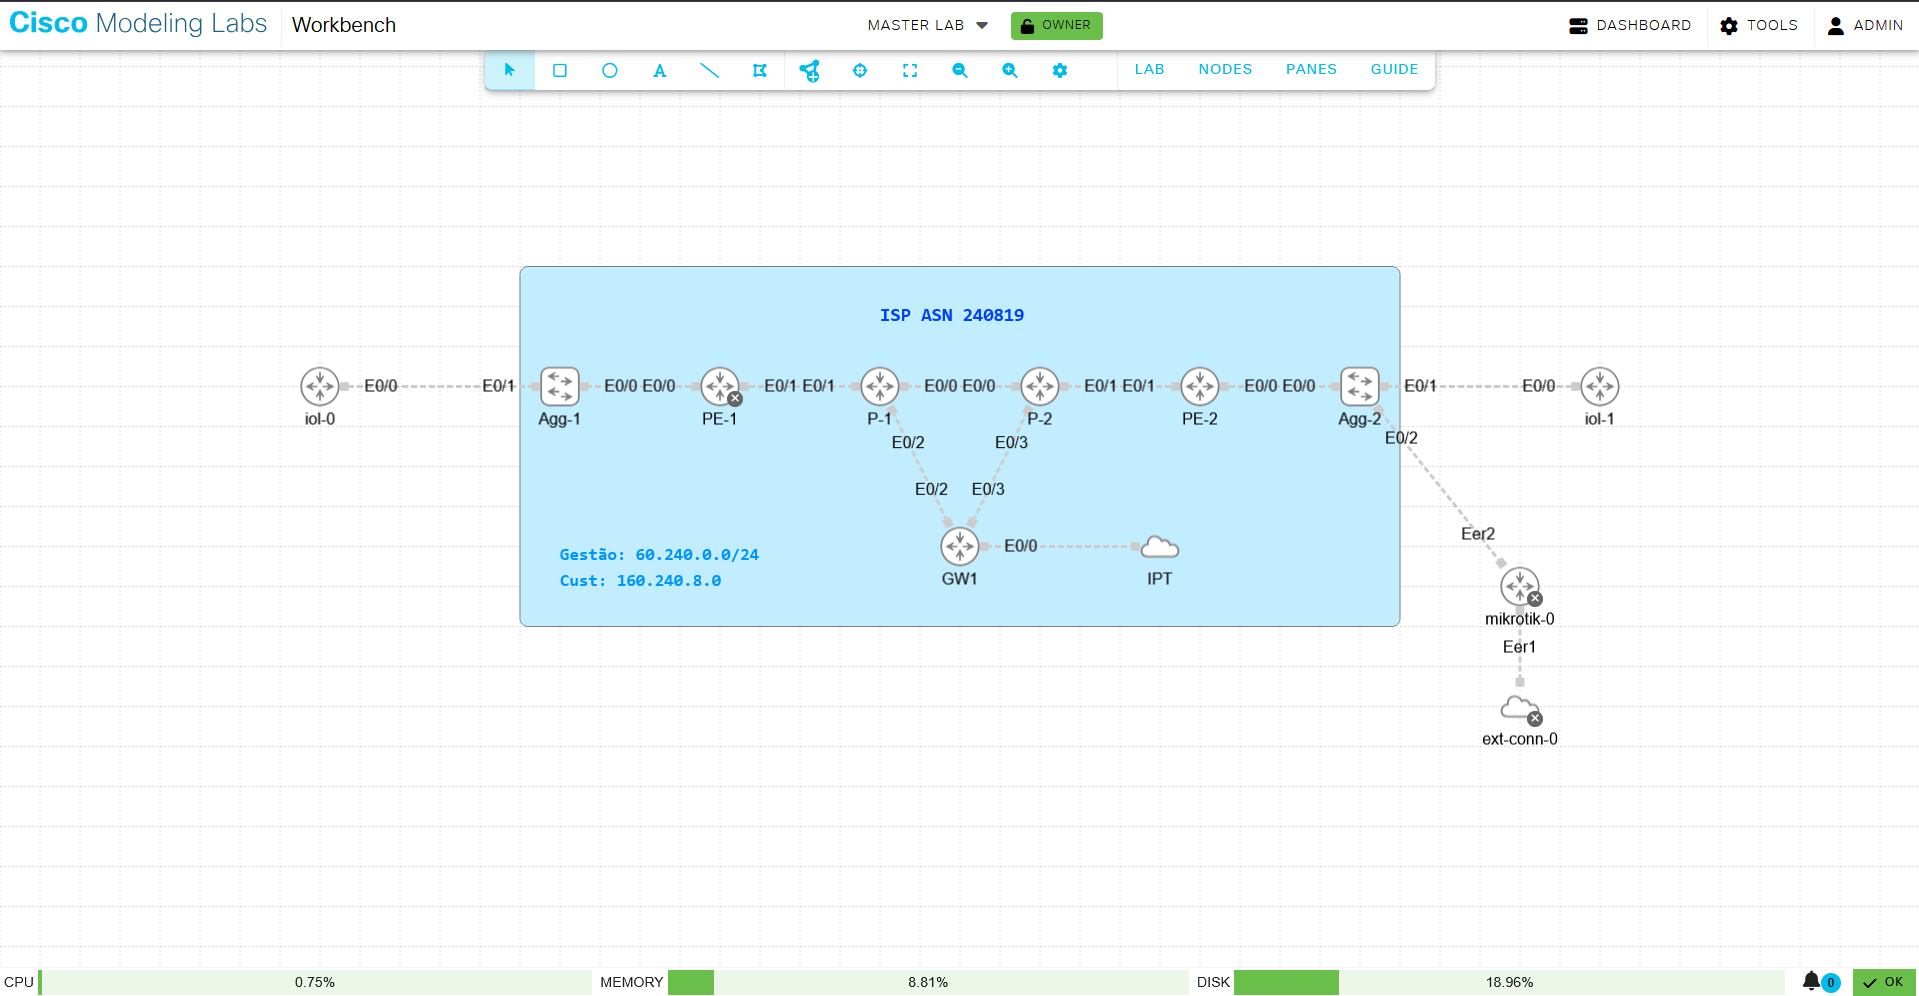 Cisco Modeling Labs Workbench MASTER LAB OWNER DASHBOARD TOOLS ADMIN
A LAB NODES PANES GUIDE
ISP ASN 240819
E0/0 E0/1 E0/0 E0/0 E0/1 E0/1 E0/0 E0/0 E0/1 E0/1 E0/0 E0/0 E0/1 E0/0
iol-0 Agg-1 PE-1 P-1 P-2 PE-2 Agg-2 iol-1
E0/2 E0/3 E0/2
E0/2 E0/3
Eer2
E0/0
Gestão: 60.240.0.0/24
Cust: 160.240.8.0
GW1 IPT
mikrotik-0
Eer1
ext-conn-0
CPU 0.75% MEMORY 8.81% DISK 18.96% 0 OK